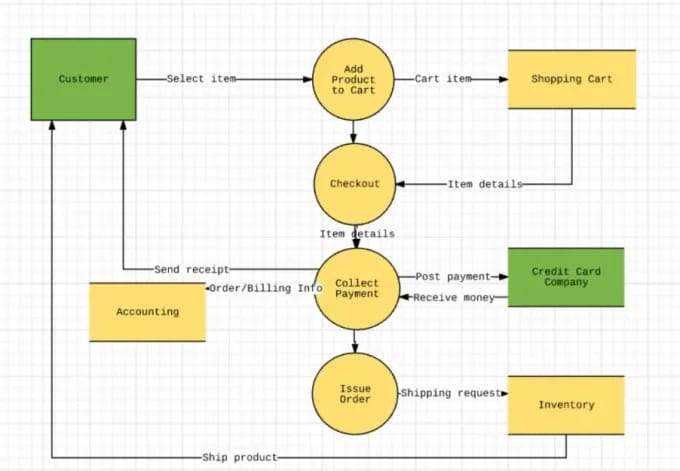 Customer
Select item
Add
Product
to Cart
Cart item
Shopping Cart
Checkout
Item details
Item details
Send receipt
Collect
Payment
Post payment
Receive money
Credit Card
Company
Order/Billing Info
Accounting
Issue
Order
Shipping request
Inventory
Ship product